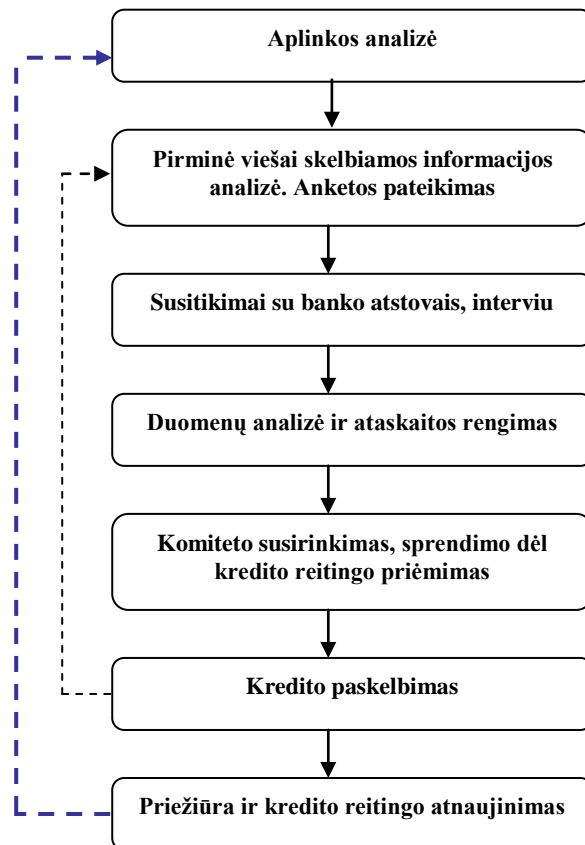 Aplinkos analizė
Pirminė viešai skelbiamos informacijos
analizė. Anketos pateikimas
Susitikimai su banko atstovais, interviu
Duomenų analizė ir ataskaitos rengimas
Komiteto susirinkimas, sprendimo dėl
kredito reitingo priėmimas
Kredito paskelbimas
Priežiūra ir kredito reitingo atnaujinimas